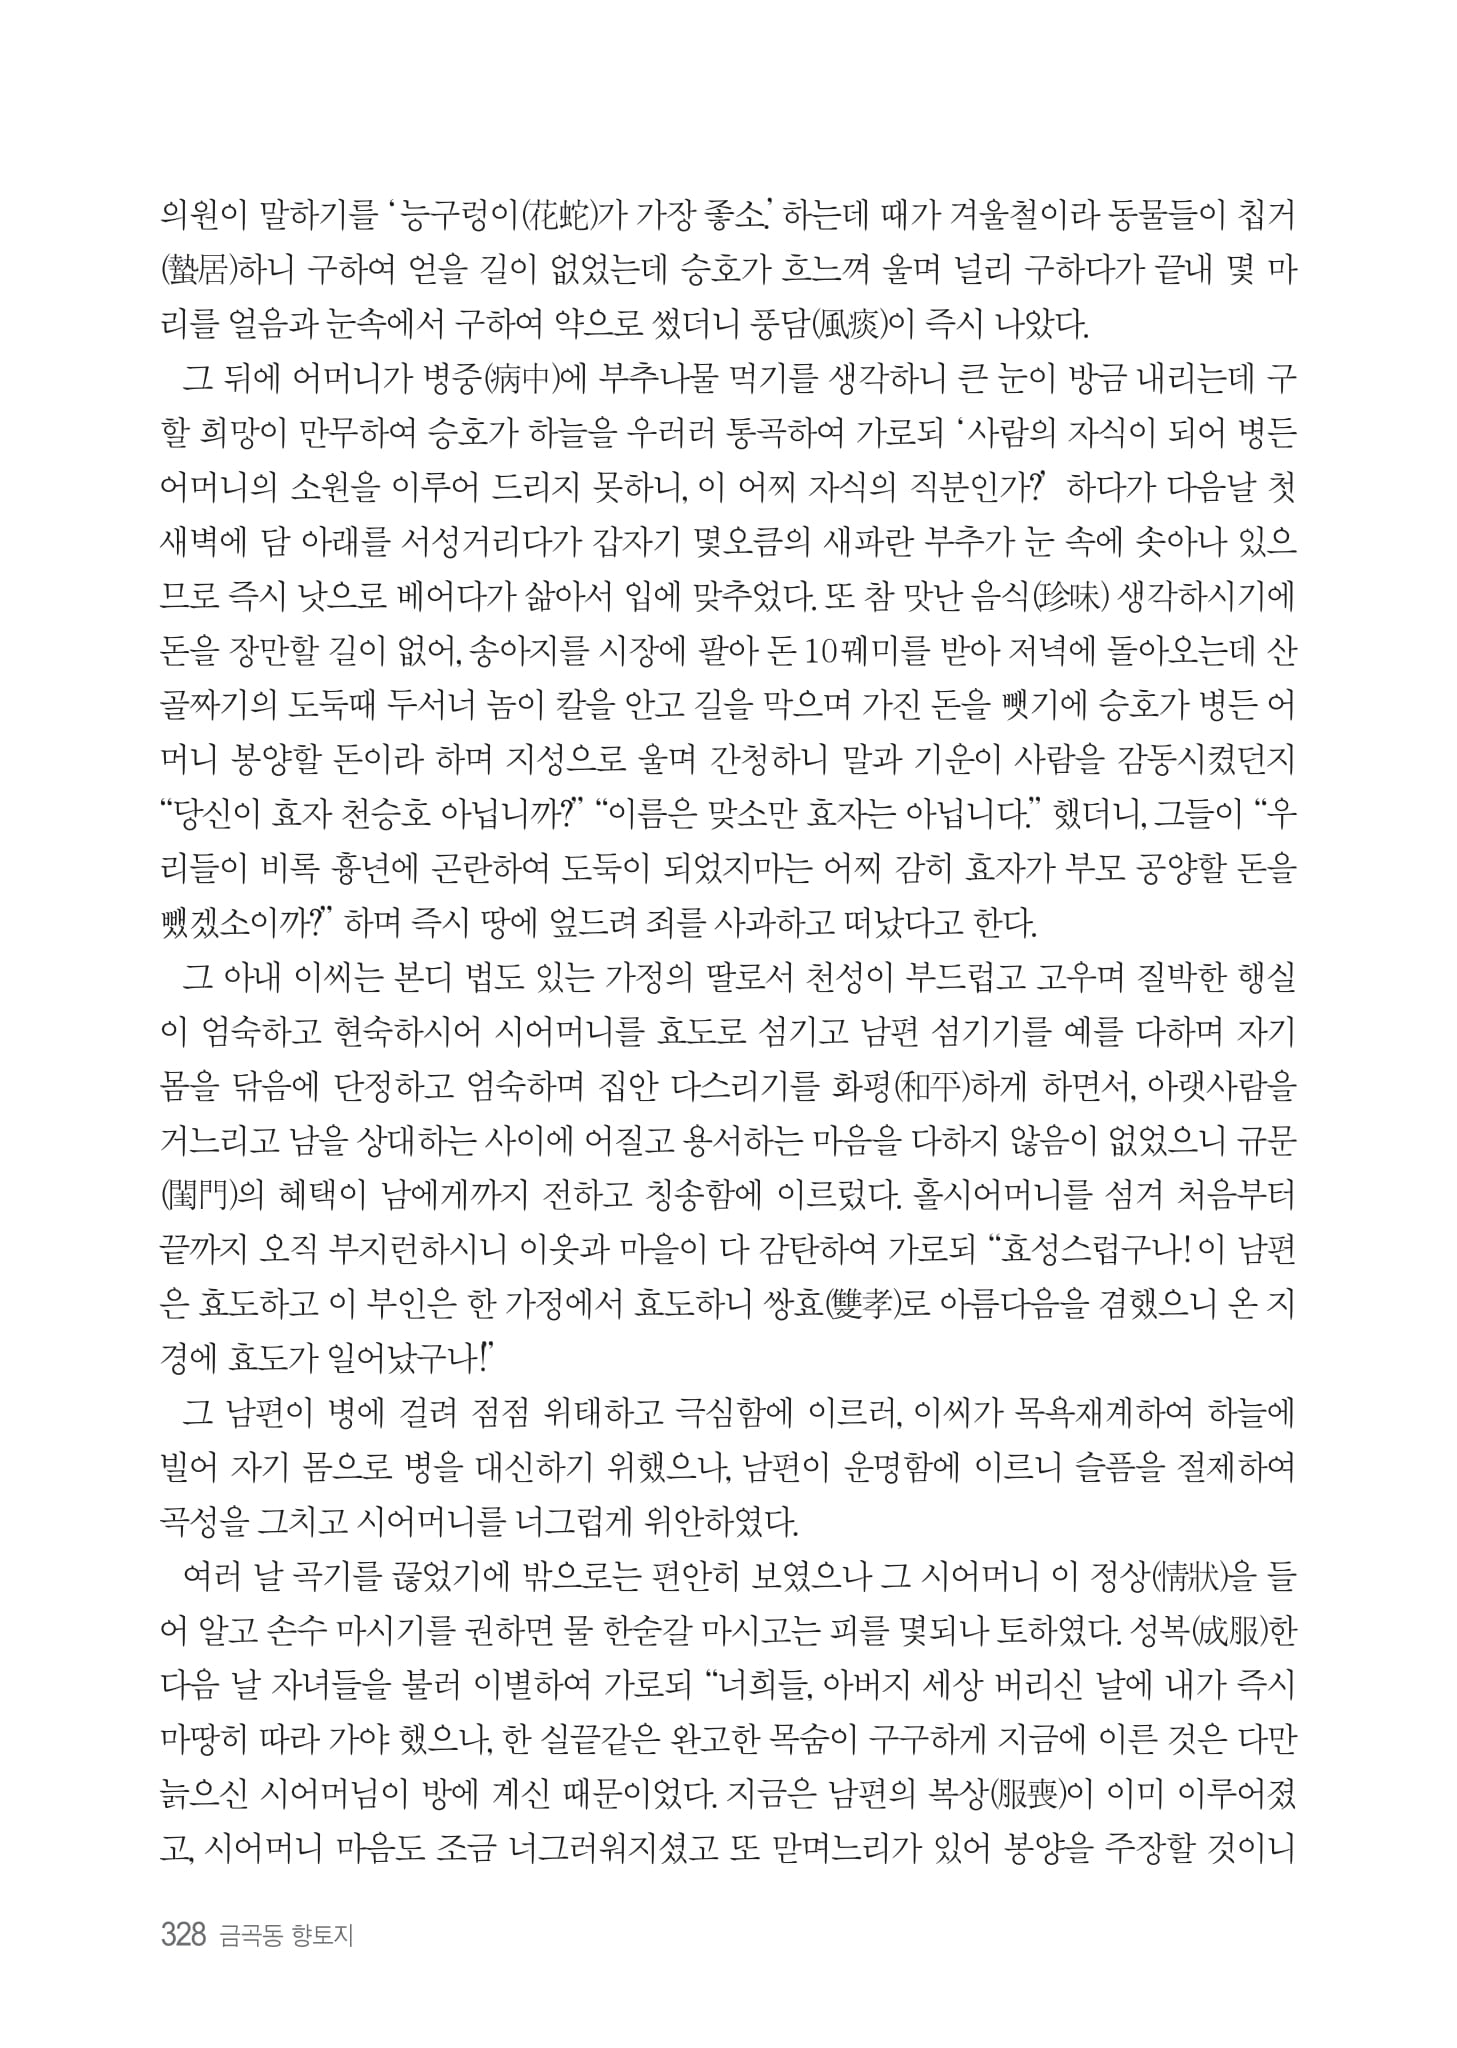 의원이 말하기를 ‘능구렁이(花蛇)가 가장 좋소.’ 하는데 때가 겨울철이라 동물들이 칩거
(蟄居)하니 구하여 얻을 길이 없었는데 승호가 흐느껴 울며 널리 구하다가 끝내 몇 마
리를 얼음과 눈속에서 구하여 약으로 썼더니 풍담(風痰)이 즉시 나았다.
그 뒤에 어머니가 병중(病中)에 부추나물 먹기를 생각하니 큰 눈이 방금 내리는데 구
할 희망이 만무하여 승호가 하늘을 우러러 통곡하여 가로되 ‘사람의 자식이 되어 병든
어머니의 소원을 이루어 드리지 못하니, 이 어찌 자식의 직분인가?’ 하다가 다음날 첫
새벽에 담 아래를 서성거리다가 갑자기 몇오큼의 새파란 부추가 눈 속에 솟아나 있으
므로 즉시 낫으로 베어다가 삶아서 입에 맞추었다. 또 참 맛난 음식(珍味) 생각하시기에
돈을 장만할 길이 없어, 송아지를 시장에 팔아 돈 10꿰미를 받아 저녁에 돌아오는데 산
골짜기의 도둑때 두서너 놈이 칼을 안고 길을 막으며 가진 돈을 뺏기에 승호가 병든 어
머니 봉양할 돈이라 하며 지성으로 울며 간청하니 말과 기운이 사람을 감동시켰던지
“당신이 효자 천승호 아닙니까?” “이름은 맞소만 효자는 아닙니다.” 했더니, 그들이 “우
리들이 비록 흉년에 곤란하여 도둑이 되었지마는 어찌 감히 효자가 부모 공양할 돈을
뺐겠소이까?” 하며 즉시 땅에 엎드려 죄를 사과하고 떠났다고 한다.
그 아내 이씨는 본디 법도 있는 가정의 딸로서 천성이 부드럽고 고우며 질박한 행실
이 엄숙하고 현숙하시어 시어머니를 효도로 섬기고 남편 섬기기를 예를 다하며 자기
몸을 닦음에 단정하고 엄숙하며 집안 다스리기를 화평(和平)하게 하면서, 아랫사람을
거느리고 남을 상대하는 사이에 어질고 용서하는 마음을 다하지 않음이 없었으니 규문
(閨門)의 혜택이 남에게까지 전하고 칭송함에 이르렀다. 홀시어머니를 섬겨 처음부터
끝까지 오직 부지런하시니 이웃과 마을이 다 감탄하여 가로되 “효성스럽구나! 이 남편
은 효도하고 이 부인은 한 가정에서 효도하니 쌍효(雙孝)로 아름다음을 겸했으니 온 지
경에 효도가 일어났구나!”
그 남편이 병에 걸려 점점 위태하고 극심함에 이르러, 이씨가 목욕재계하여 하늘에
빌어 자기 몸으로 병을 대신하기 위했으나, 남편이 운명함에 이르니 슬픔을 절제하여
곡성을 그치고 시어머니를 너그럽게 위안하였다.
여러 날 곡기를 끊었기에 밖으로는 편안히 보였으나 그 시어머니 이 정상(情狀)을 들
어 알고 손수 마시기를 권하면 물 한순갈 마시고는 피를 몇되나 토하였다. 성복(成服)한
다음 날 자녀들을 불러 이별하여 가로되 “너희들, 아버지 세상 버리신 날에 내가 즉시
마땅히 따라 가야 했으나, 한 실끝같은 완고한 목숨이 구구하게 지금에 이른 것은 다만
늙으신 시어머님이 방에 계신 때문이었다. 지금은 남편의 복상(服喪)이 이미 이루어졌
고, 시어머니 마음도 조금 너그러워지셨고 또 맏며느리가 있어 봉양을 주장할 것이니
328 금곡동 향토지